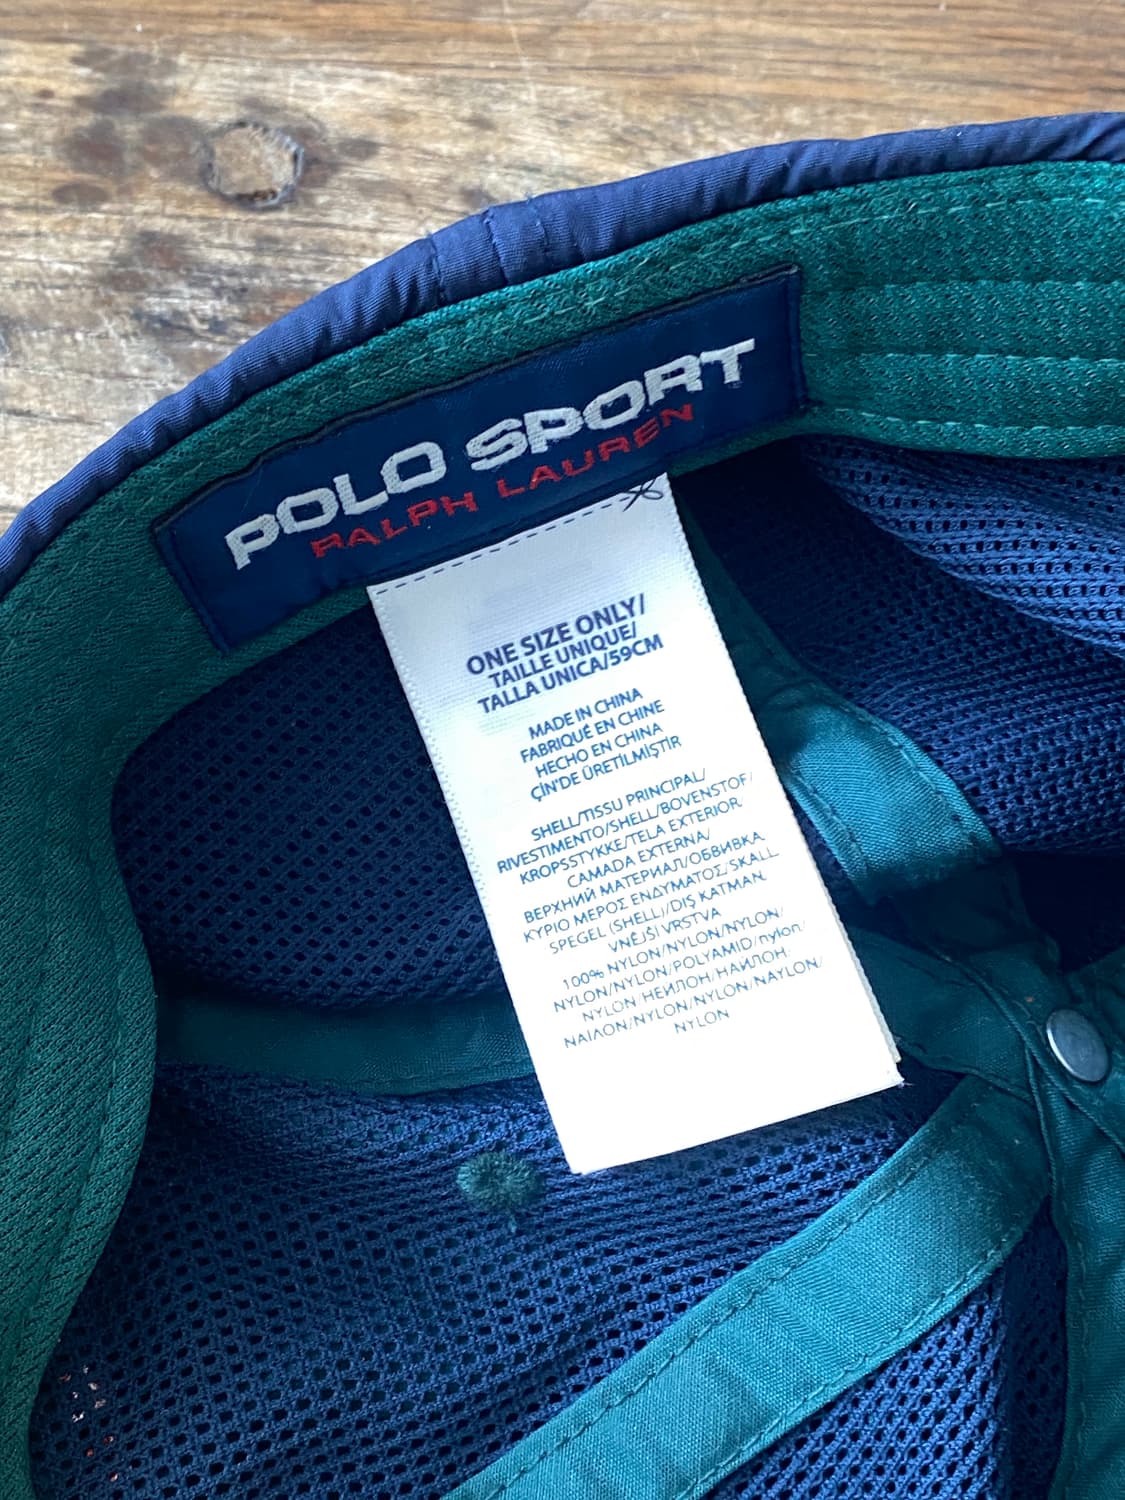 POLO SPORT
RALPH LAUREN
ONE SIZE ONLY/
TAILLE UNIQUE/
TALLA UNICA/59CM
MADE IN CHINA
FABRIQUÉ EN CHINE
HECHO EN CHINA
ÇİN'DE ÜRETİLMİŞTİR
SHELL/TISSU PRINCIPAL/
RIVESTIMENTO/SHELL/BOVENSTOF/
KROPSSTYKKE/TELA EXTERIOR/
CAMADA EXTERNA/
ВЕРХНИЙ МАТЕРИАЛ/ОБВИВКА/
ΚΥΡΙΟ ΜΕΡΟΣ ΕΝΔΥΜΑΤΟΣ/SKALL
SPEGEL (SHELL)/DIŞ KATMAN/
VNĚJŠÍ VRSTVA
100% NYLON/NYLON/NYLON/
NYLON/NYLON/POLYAMID/nylon/
NYLON/НЕЙЛОН/НАЙЛОН/
ΝΑΙΛΟΝ/NYLON/NYLON/NAYLON/
NYLON